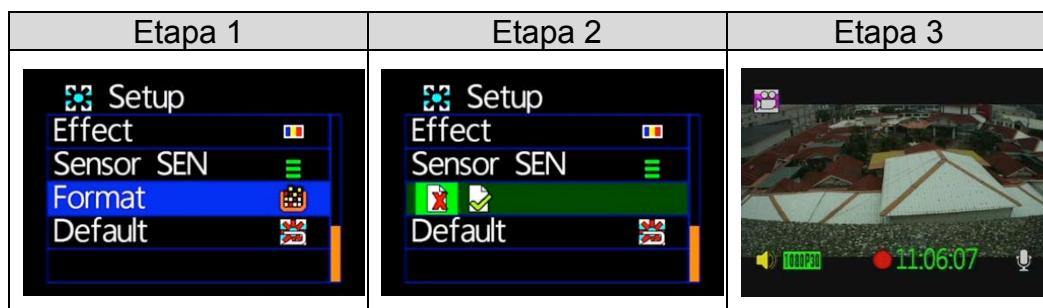 Etapa 1
Etapa 2
Etapa 3
Setup
Effect
Sensor SEN
Format
Default
Setup
Effect
Sensor SEN
Default
1080P30
11:06:07